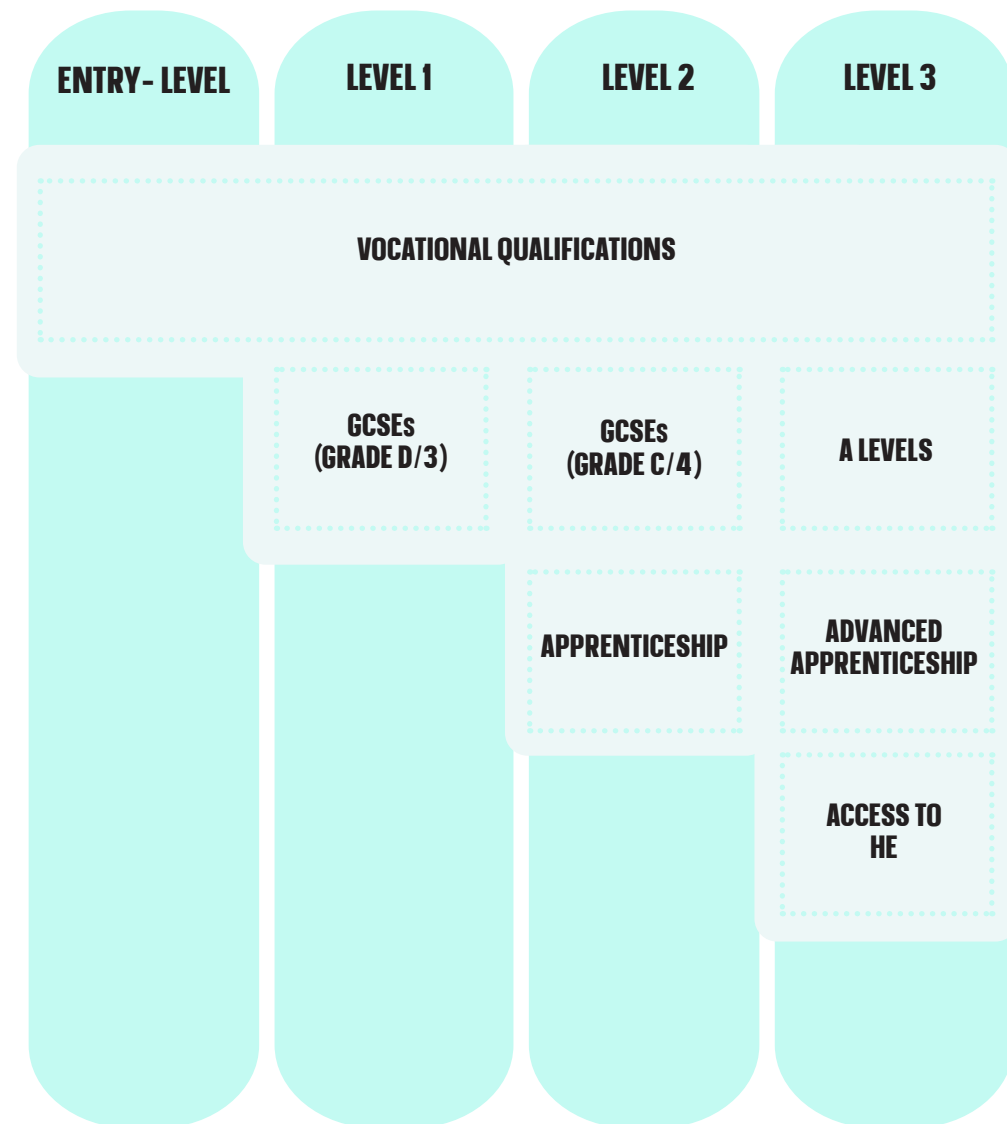 ENTRY- LEVEL
LEVEL 1
LEVEL 2
LEVEL 3
VOCATIONAL QUALIFICATIONS
GCSEs
(GRADE D/3)
GCSEs
(GRADE C/4)
A LEVELS
APPRENTICESHIP
ADVANCED
APPRENTICESHIP
ACCESS TO
HE